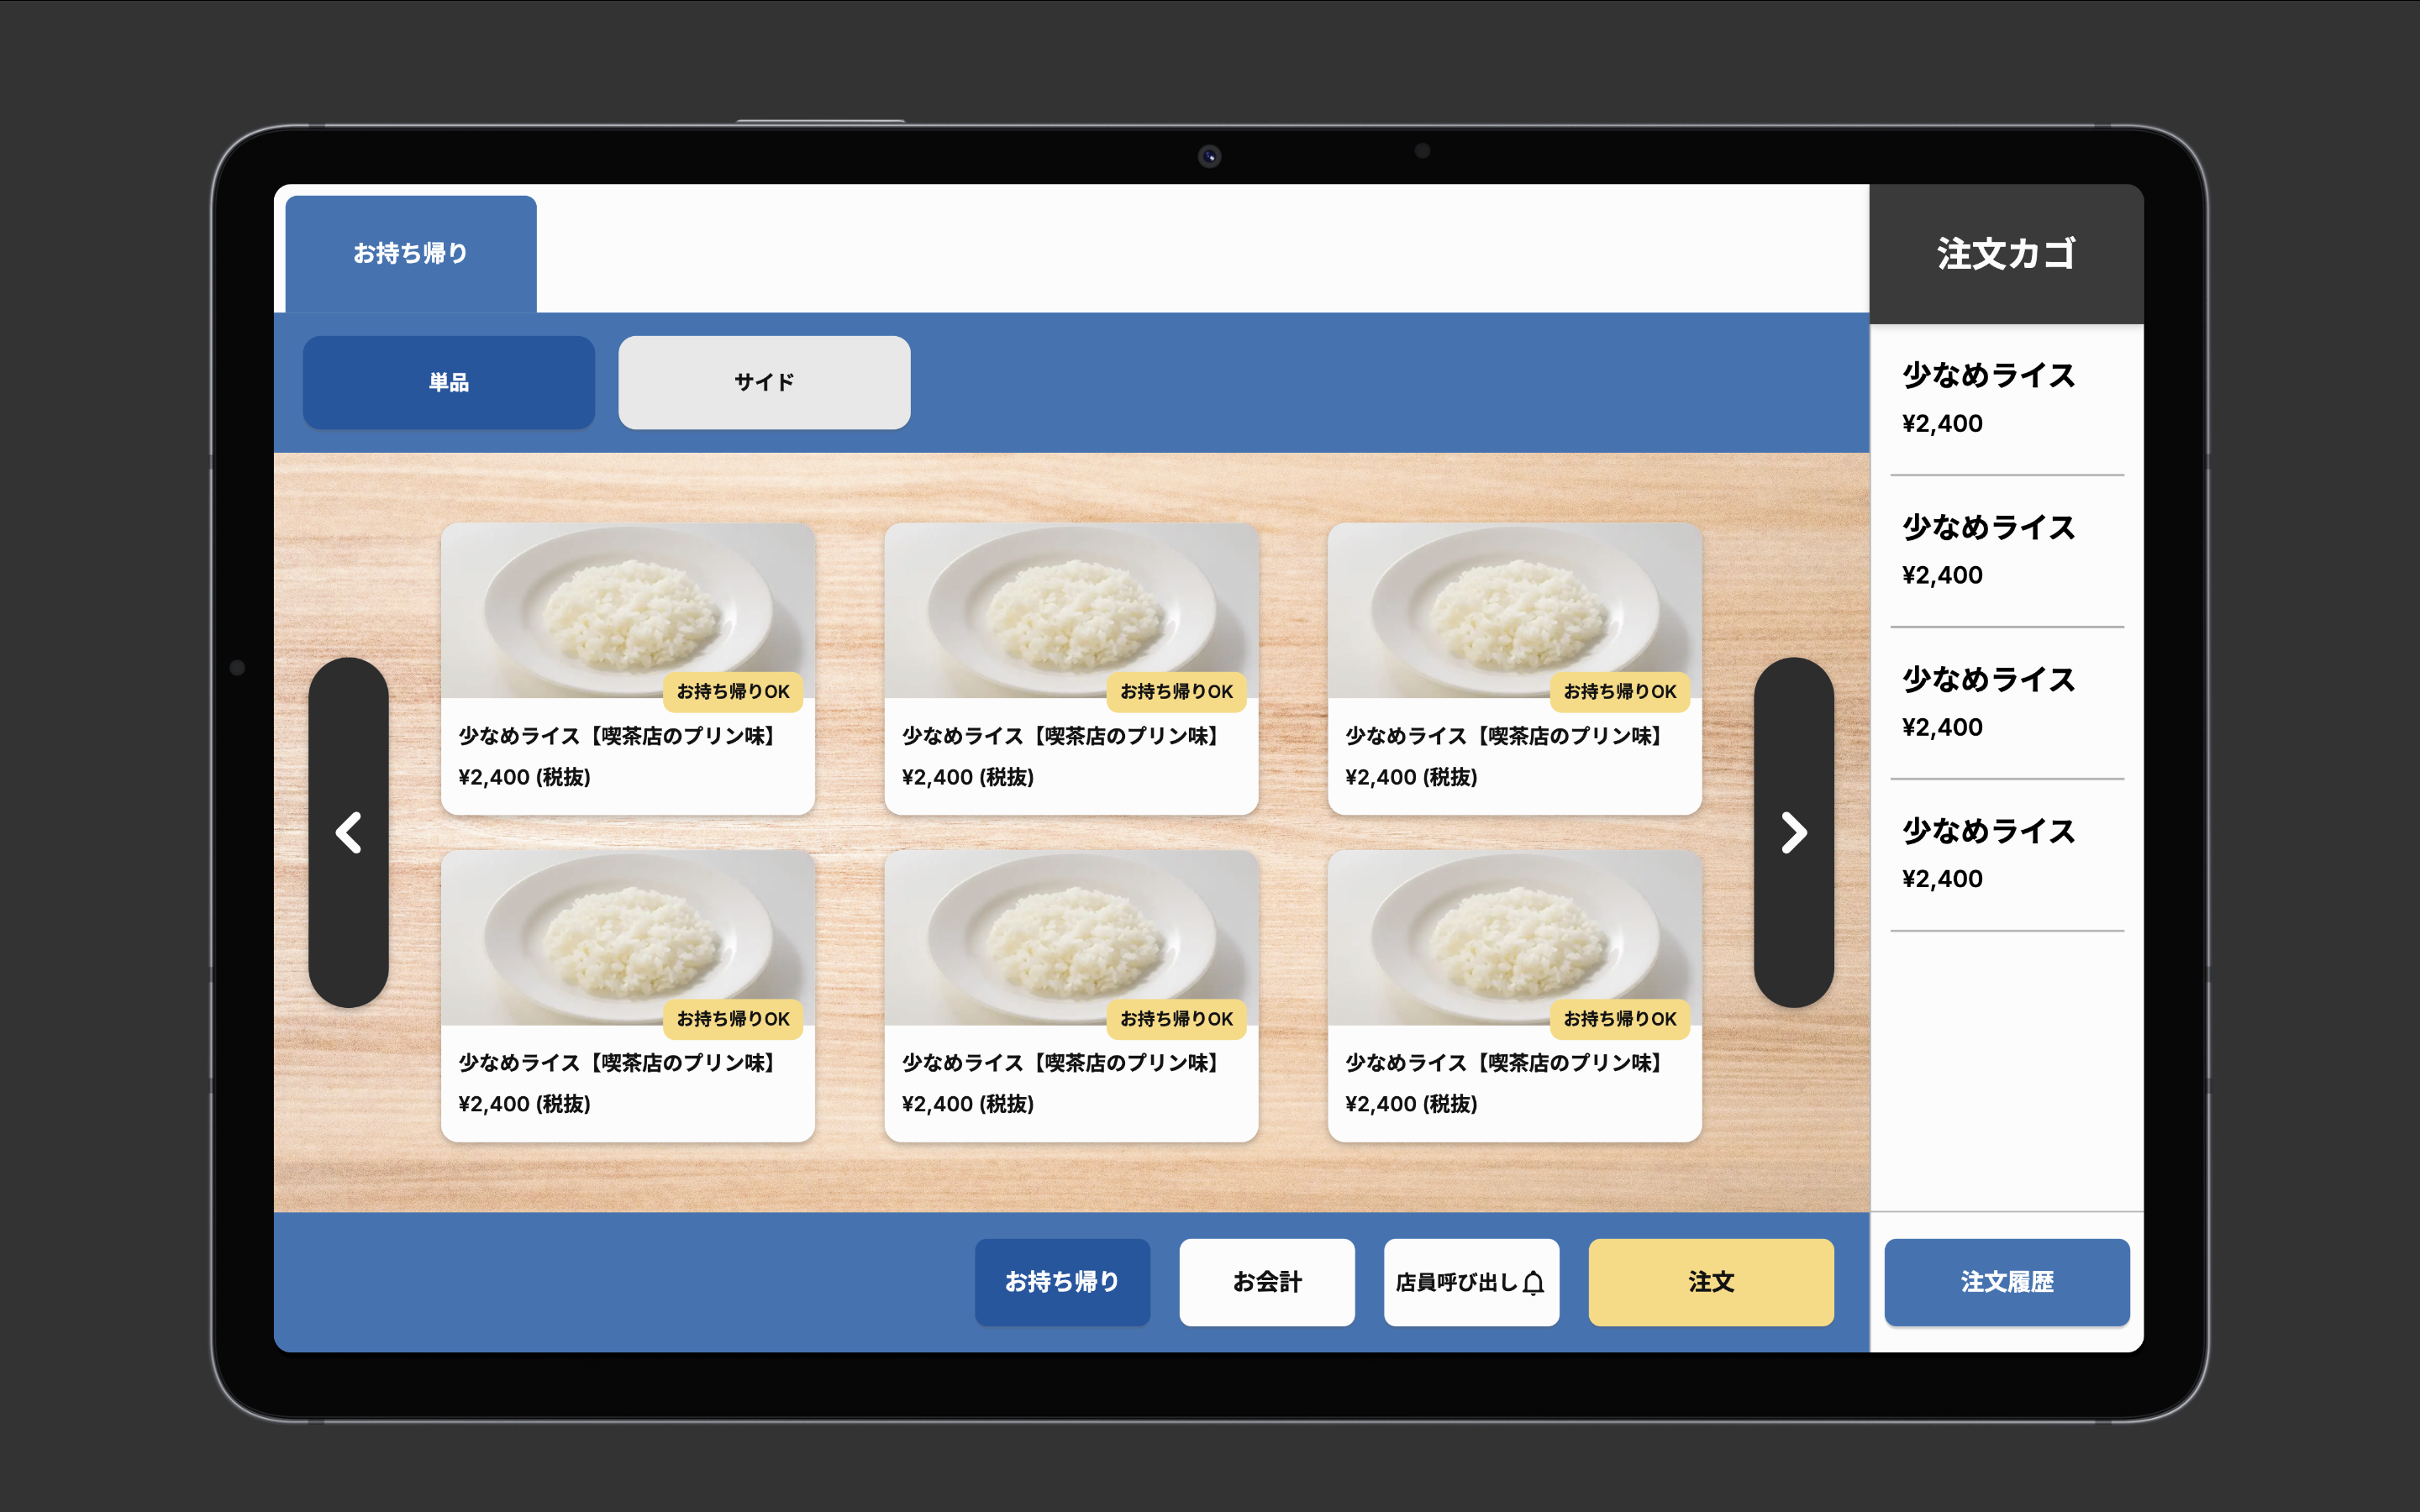 お持ち帰り
注文カゴ
単品
サイド
少なめライス
¥2,400
少なめライス
¥2,400
少なめライス
¥2,400
少なめライス
¥2,400
お持ち帰りOK
少なめライス【喫茶店のプリン味】
¥2,400 (税抜)
お持ち帰りOK
少なめライス【喫茶店のプリン味】
¥2,400 (税抜)
お持ち帰りOK
少なめライス【喫茶店のプリン味】
¥2,400 (税抜)
お持ち帰りOK
少なめライス【喫茶店のプリン味】
¥2,400 (税抜)
お持ち帰りOK
少なめライス【喫茶店のプリン味】
¥2,400 (税抜)
お持ち帰りOK
少なめライス【喫茶店のプリン味】
¥2,400 (税抜)
お持ち帰り
お会計
店員呼び出し
注文
注文履歴